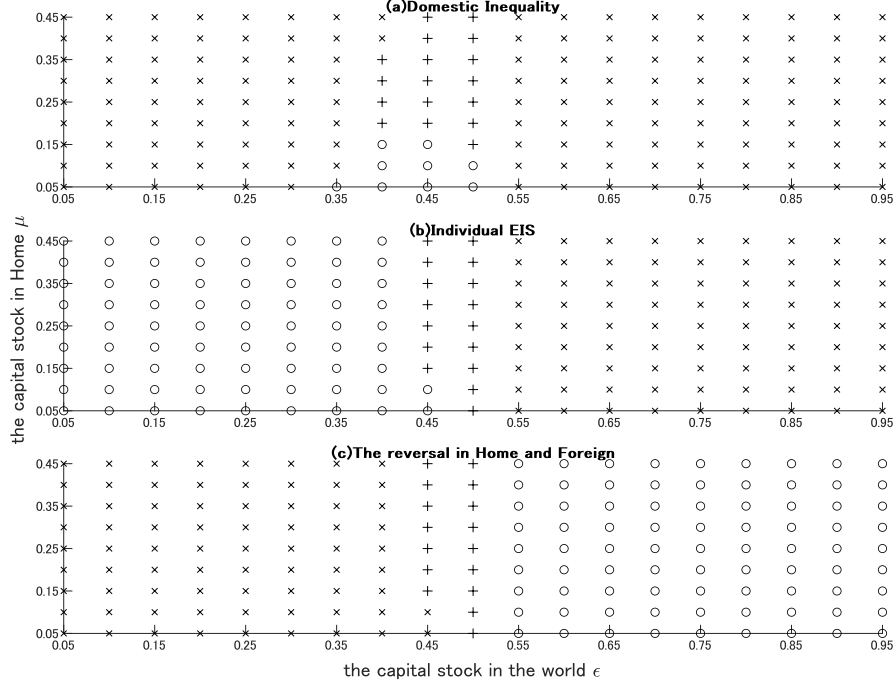 (a)Domestic Inequality
0.45
0.35
0.25
0.15
0.05
0.05 0.15 0.25 0.35 0.45 0.55 0.65 0.75 0.85 0.95
(b)Individual EIS
0.45
0.35
0.25
0.15
0.05
0.05 0.15 0.25 0.35 0.45 0.55 0.65 0.75 0.85 0.95
the capital stock in Home μ
(c)The reversal in Home and Foreign
0.45
0.35
0.25
0.15
0.05
0.05 0.15 0.25 0.35 0.45 0.55 0.65 0.75 0.85 0.95
the capital stock in the world ϵ